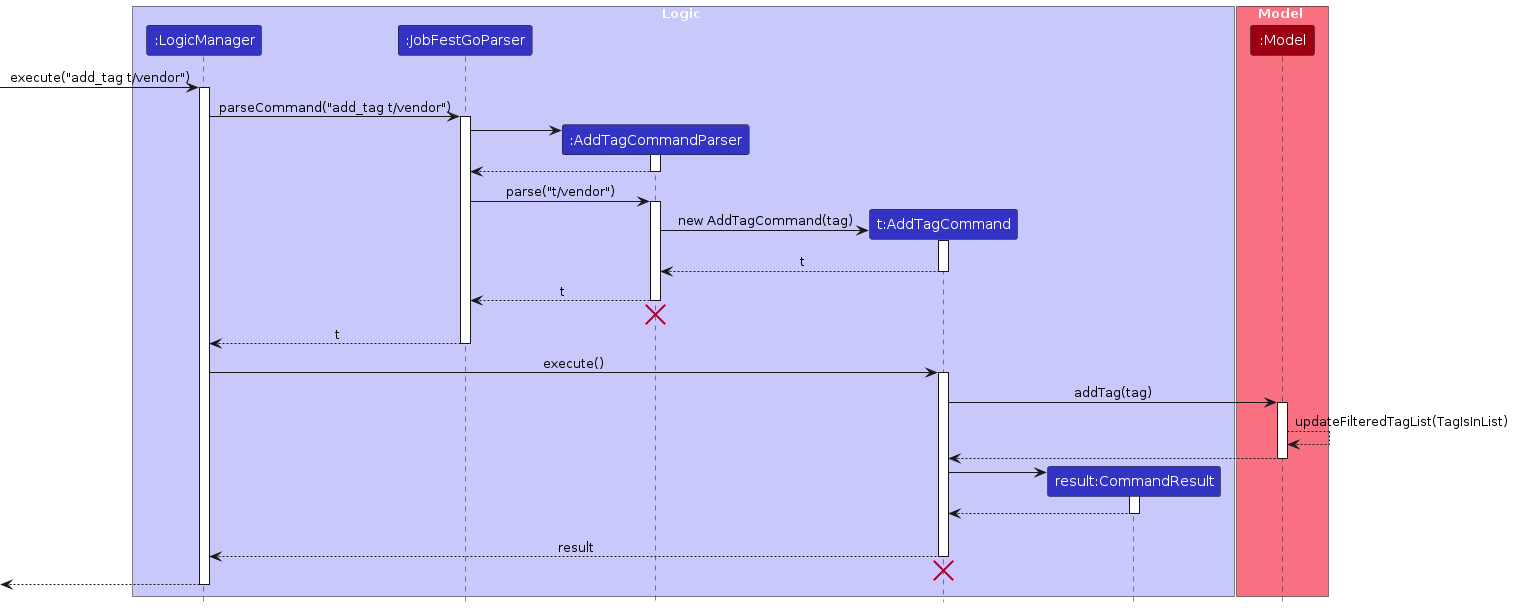 Logic
Model
:LogicManager
:JobFestGoParser
:Model
execute("add_tag t/vendor")
parseCommand("add_tag t/vendor")
:AddTagCommandParser
parse("t/vendor")
new AddTagCommand(tag)
t:AddTagCommand
t
t
t
execute()
addTag(tag)
updateFilteredTagList(TagIsInList)
result:CommandResult
result